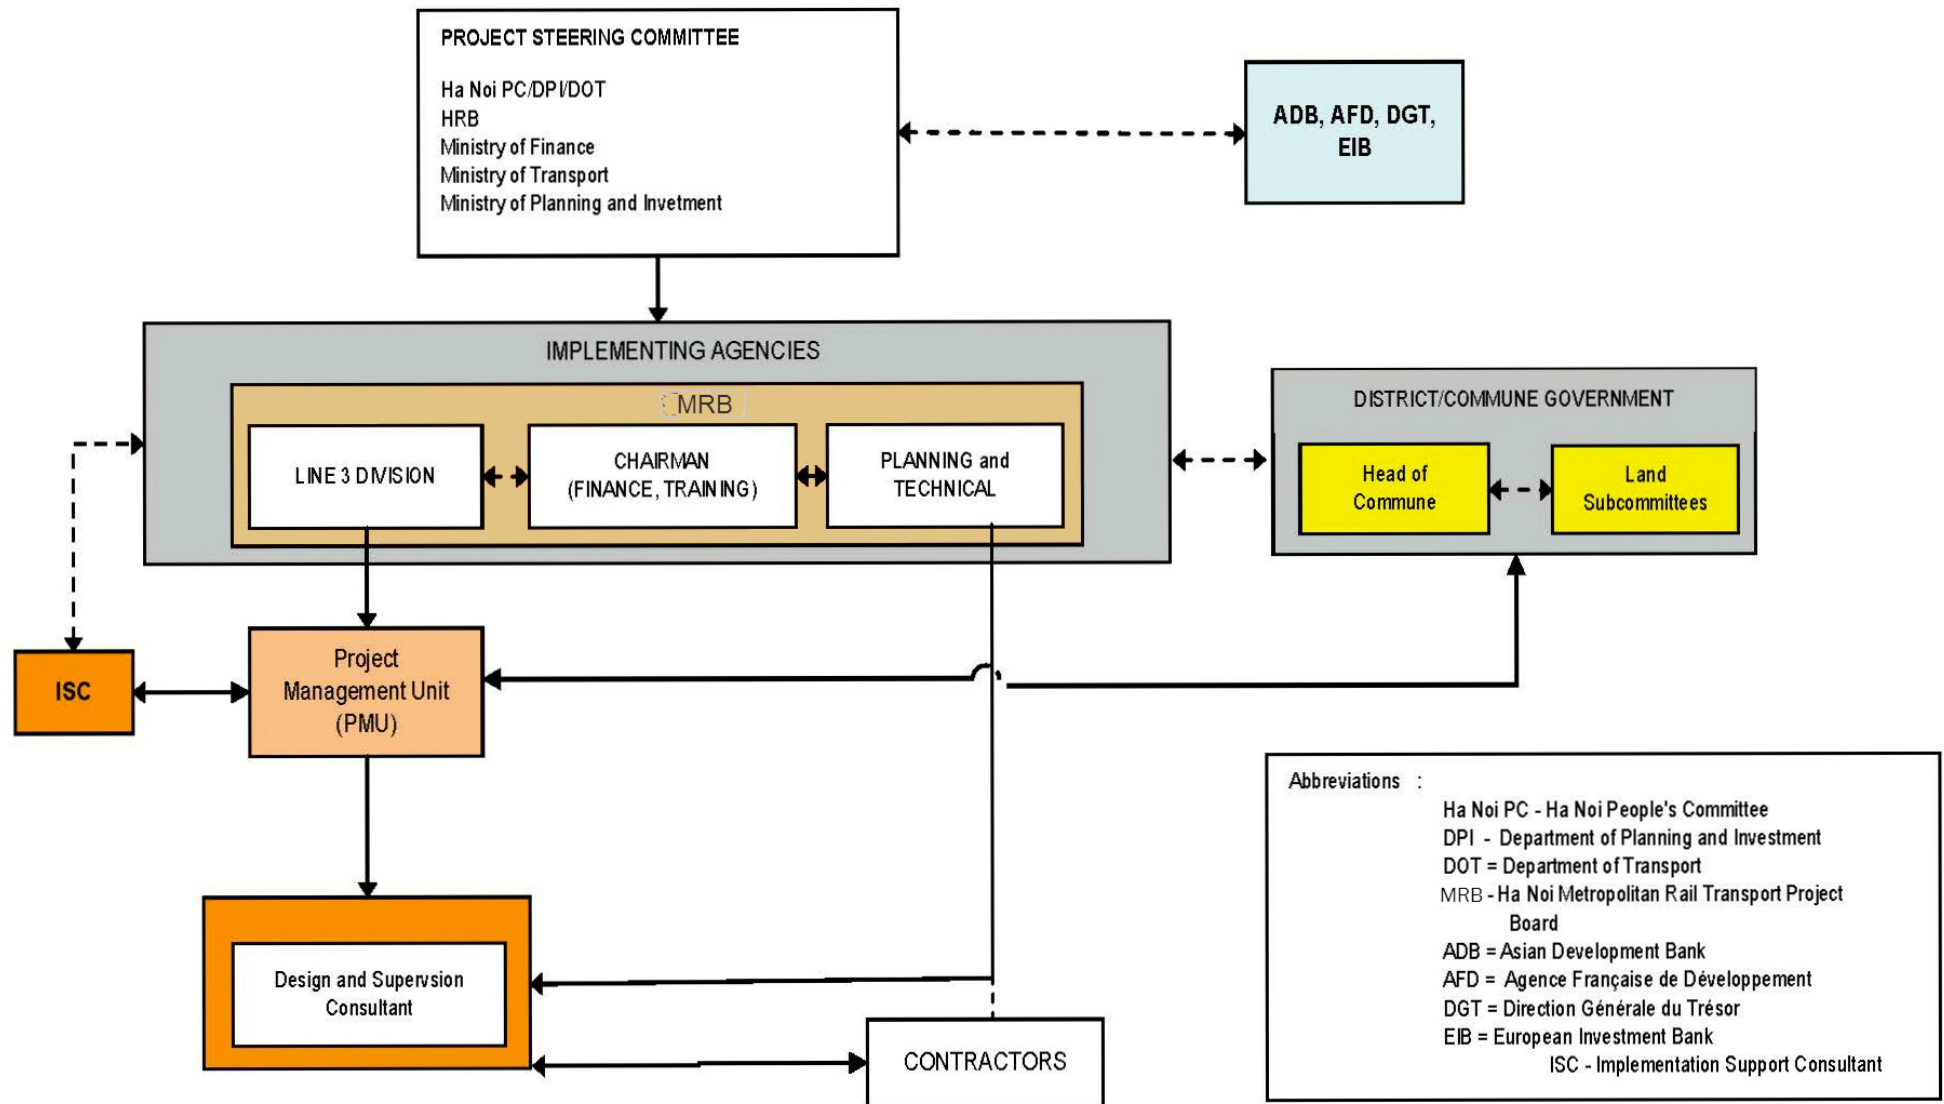 PROJECT STEERING COMMITTEE
Ha Noi PC/DPI/DOT
HRB
Ministry of Finance
Ministry of Transport
Ministry of Planning and Invetment
ADB, AFD, DGT,
EIB
IMPLEMENTING AGENCIES
MRB
LINE 3 DIVISION
CHAIRMAN
(FINANCE, TRAINING)
PLANNING and
TECHNICAL
DISTRICT/COMMUNE GOVERNMENT
Head of
Commune
Land
Subcommittees
ISC
Project
Management Unit
(PMU)
Design and Supervsion
Consultant
CONTRACTORS
Abbreviations :
Ha Noi PC - Ha Noi People's Committee
DPI - Department of Planning and Investment
DOT = Department of Transport
MRB - Ha Noi Metropolitan Rail Transport Project
Board
ADB = Asian Development Bank
AFD = Agence Française de Développement
DGT = Direction Générale du Trésor
EIB = European Investment Bank
ISC - Implementation Support Consultant